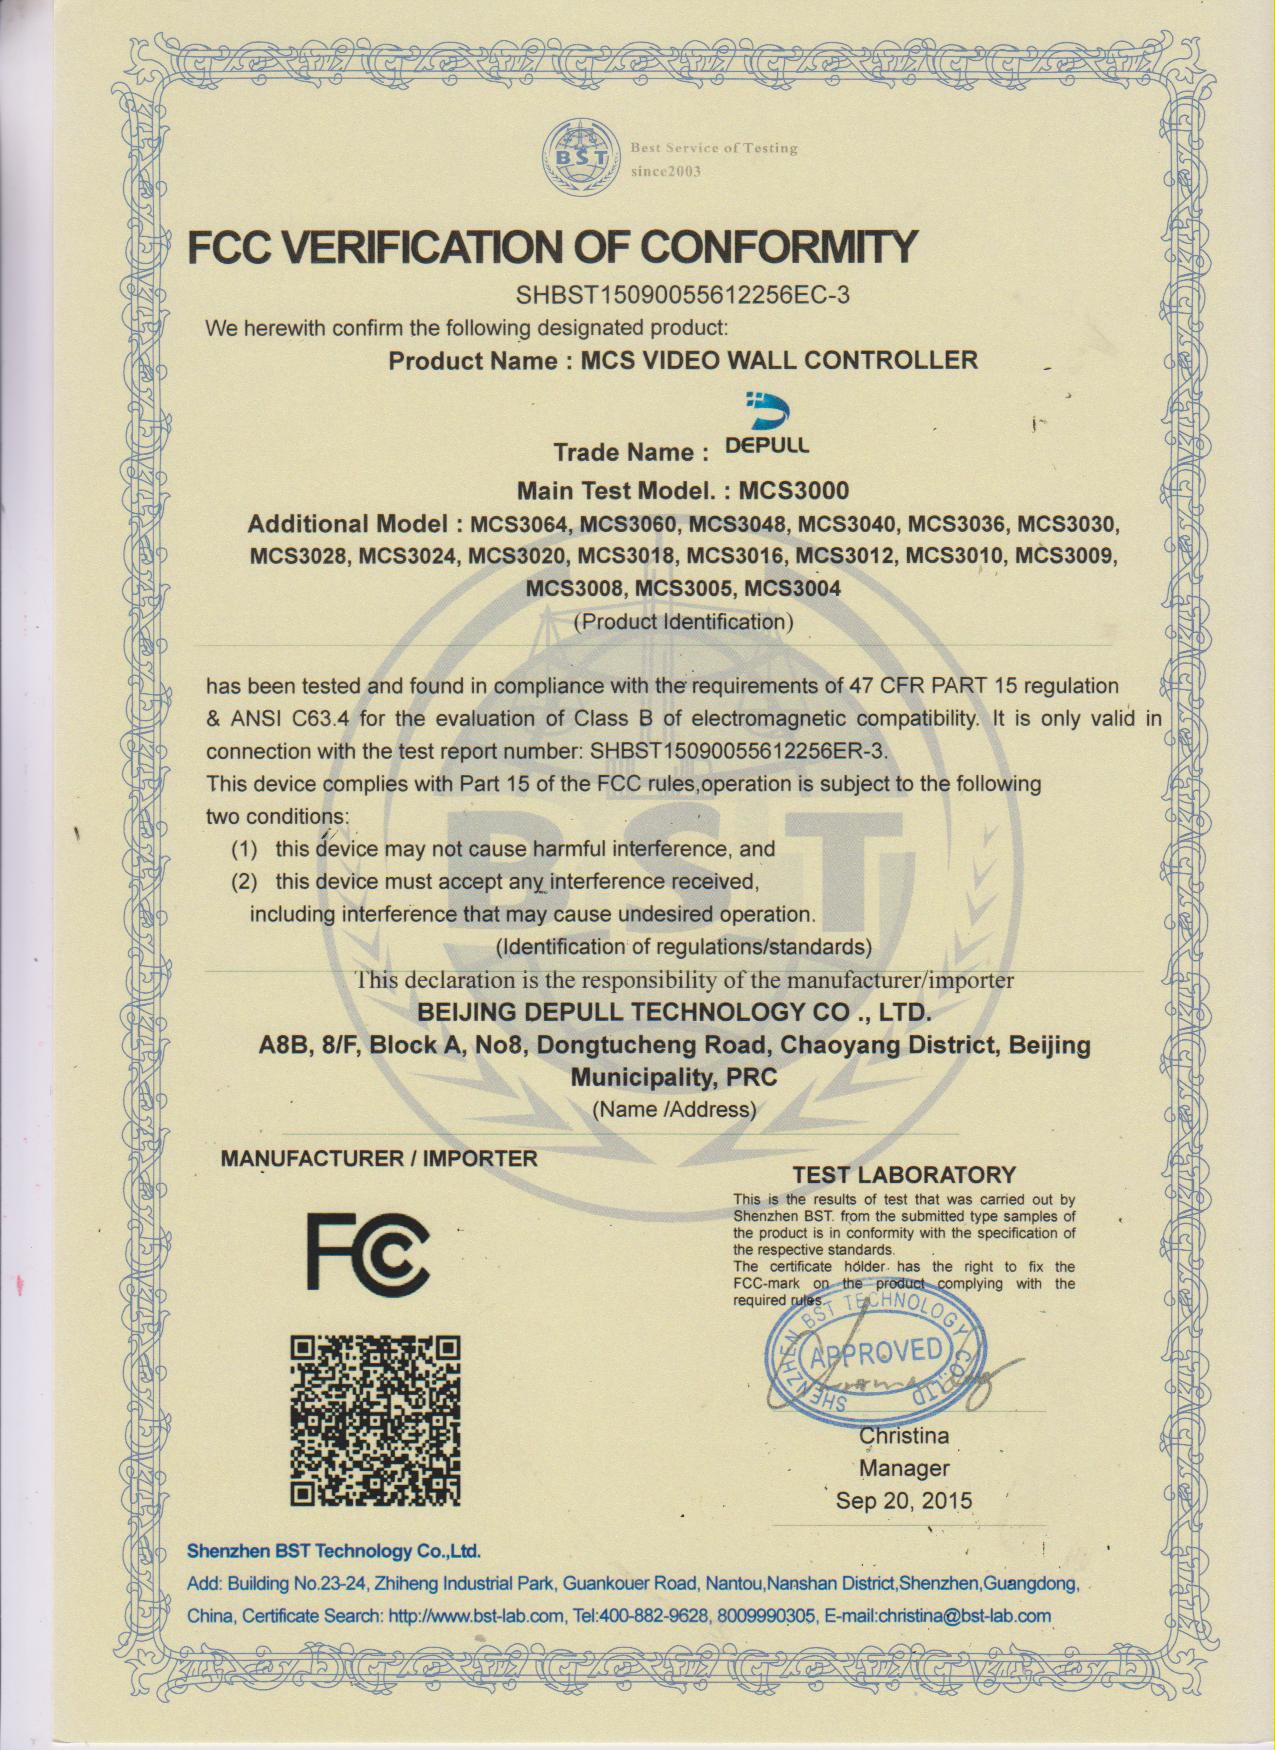 BST
Best Service of Testing
since2003
FCC VERIFICATION OF CONFORMITY
SHBST15090055612256EC-3
We herewith confirm the following designated product:
Product Name : MCS VIDEO WALL CONTROLLER
Trade Name : DEPULL
Main Test Model. : MCS3000
Additional Model : MCS3064, MCS3060, MCS3048, MCS3040, MCS3036, MCS3030,
MCS3028, MCS3024, MCS3020, MCS3018, MCS3016, MCS3012, MCS3010, MCS3009,
MCS3008, MCS3005, MCS3004
(Product Identification)
has been tested and found in compliance with the requirements of 47 CFR PART 15 regulation
& ANSI C63.4 for the evaluation of Class B of electromagnetic compatibility. It is only valid in
connection with the test report number: SHBST15090055612256ER-3.
This device complies with Part 15 of the FCC rules,operation is subject to the following
two conditions:
(1) this device may not cause harmful interference, and
(2) this device must accept any interference received,
including interference that may cause undesired operation.
(Identification of regulations/standards)
BST
This declaration is the responsibility of the manufacturer/importer
BEIJING DEPULL TECHNOLOGY CO ., LTD.
A8B, 8/F, Block A, No8, Dongtucheng Road, Chaoyang District, Beijing
Municipality, PRC
(Name /Address)
MANUFACTURER / IMPORTER
FC
TEST LABORATORY
This is the results of test that was carried out by
Shenzhen BST. from the submitted type samples of
the product is in conformity with the specification of
the respective standards.
The certificate holder has the right to fix the
FCC-mark on the product complying with the
required rules.
SHENZHEN BST TECHNOLOGY CO.,LTD
APPROVED
Christina
Manager
Sep 20, 2015
Shenzhen BST Technology Co.,Ltd.
Add: Building No.23-24, Zhiheng Industrial Park, Guankouer Road, Nantou,Nanshan District,Shenzhen,Guangdong,
China, Certificate Search: http://www.bst-lab.com, Tel:400-882-9628, 8009990305, E-mail:christina@bst-lab.com